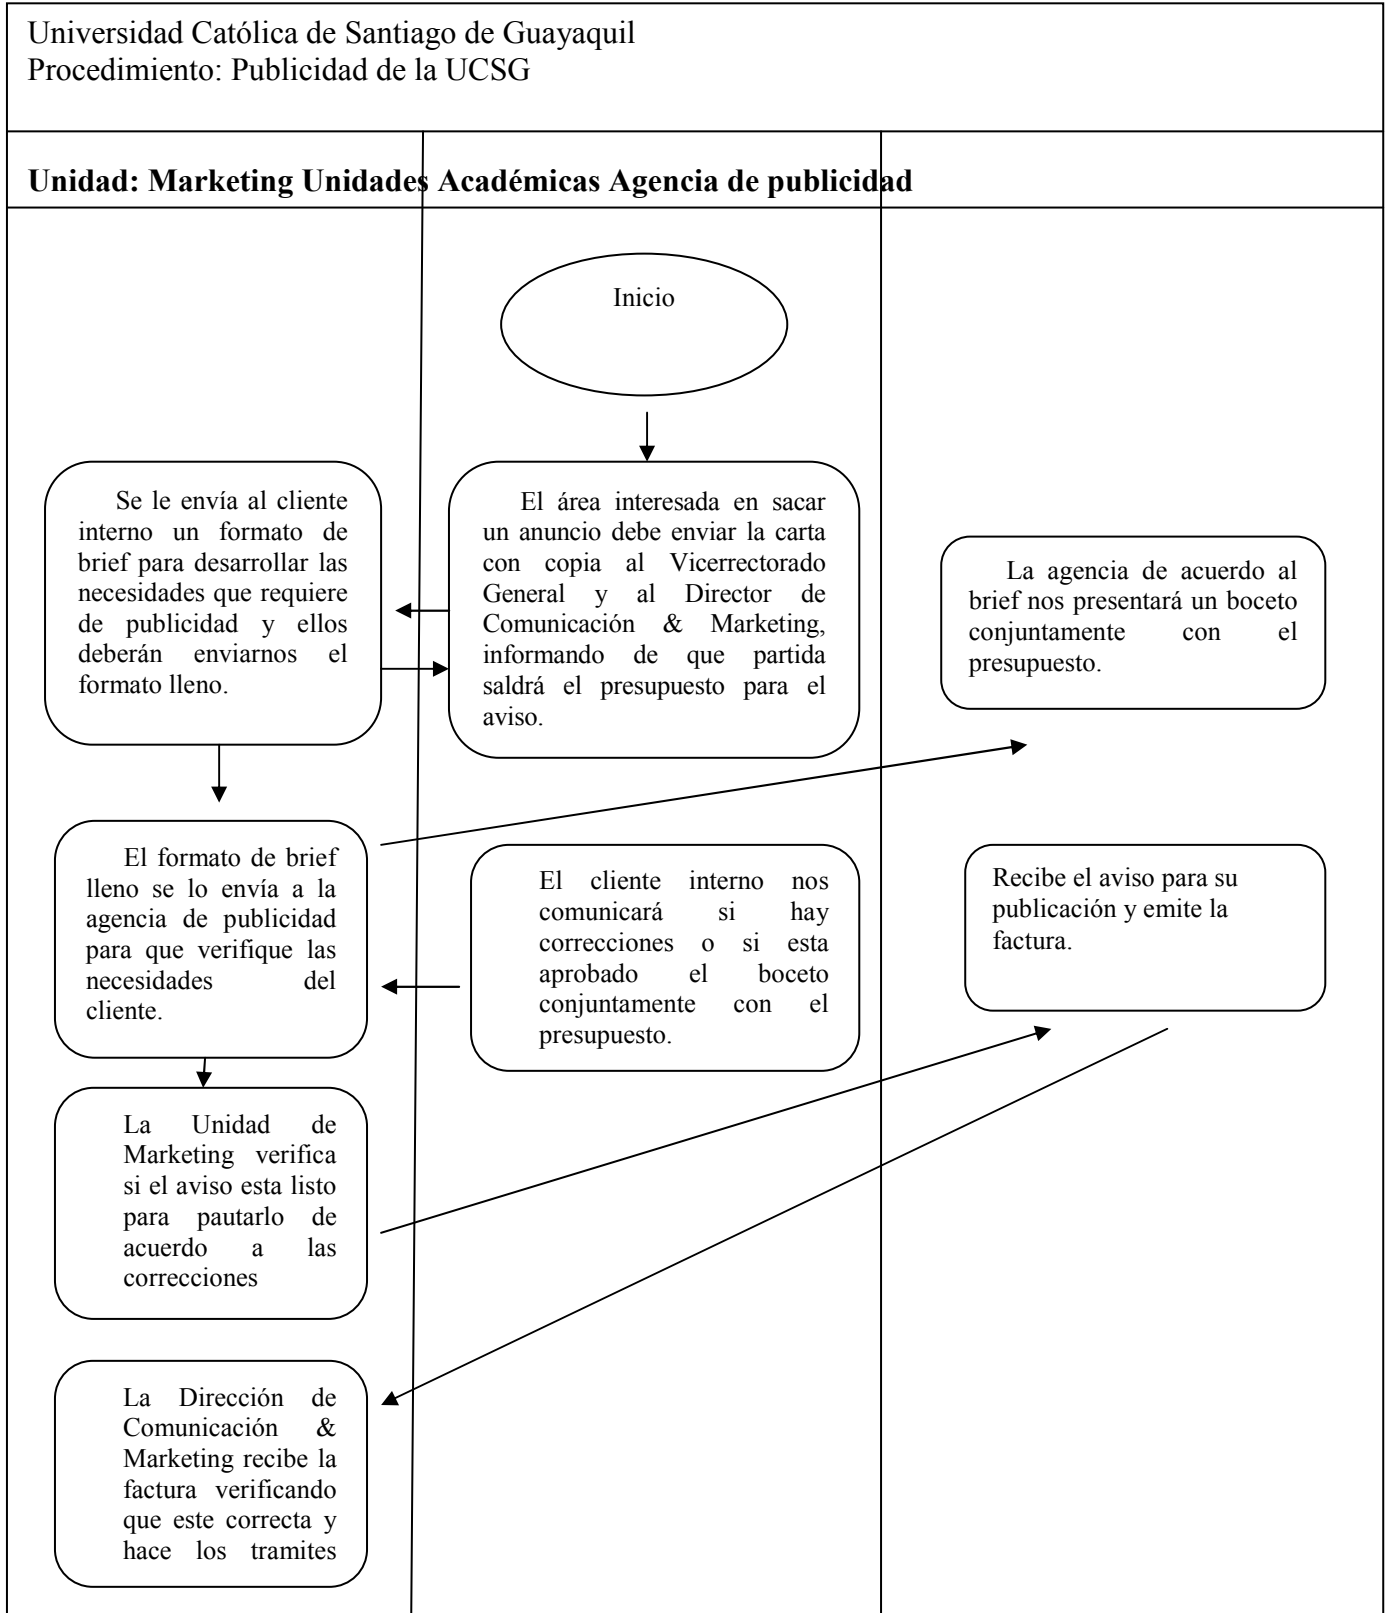 Universidad Católica de Santiago de Guayaquil
Procedimiento: Publicidad de la UCSG
Unidad: Marketing Unidades Académicas Agencia de publicidad
Inicio
Se le envía al cliente
interno un formato de
brief para desarrollar las
necesidades que requiere
de publicidad y ellos
deberán enviarnos el
formato lleno.
El área interesada en sacar
un anuncio debe enviar la carta
con copia al Vicerrectorado
General y al Director de
Comunicación & Marketing,
informando de que partida
saldrá el presupuesto para el
aviso.
La agencia de acuerdo al
brief nos presentará un boceto
conjuntamente con el
presupuesto.
El formato de brief
lleno se lo envía a la
agencia de publicidad
para que verifique las
necesidades del
cliente.
El cliente interno nos
comunicará si hay
correcciones o si esta
aprobado el boceto
conjuntamente con el
presupuesto.
Recibe el aviso para su
publicación y emite la
factura.
La Unidad de
Marketing verifica
si el aviso esta listo
para pautarlo de
acuerdo a las
correcciones
La Dirección de
Comunicación &
Marketing recibe la
factura verificando
que este correcta y
hace los tramites